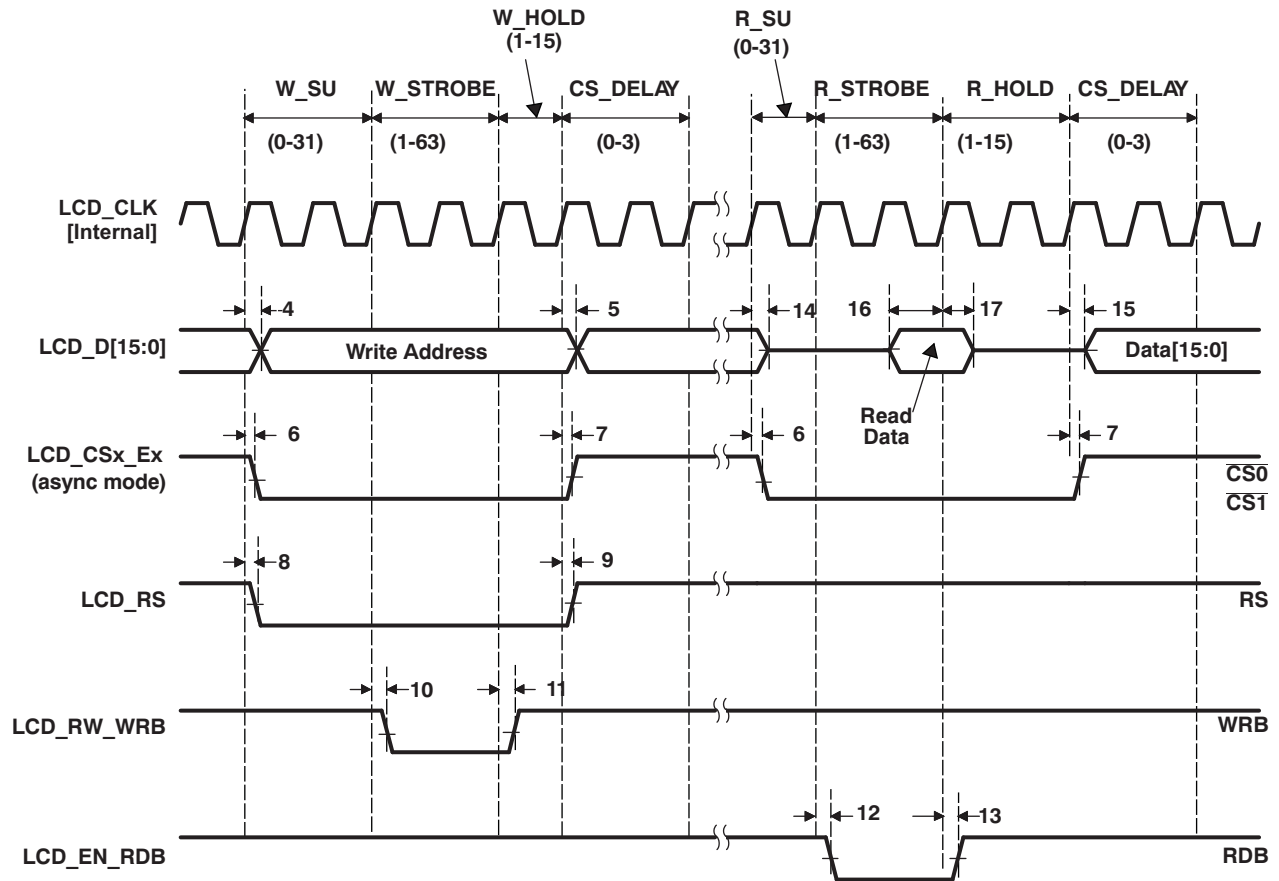 W_HOLD
(1-15)
R_SU
(0-31)
W_SU
W_STROBE
CS_DELAY
R_STROBE
R_HOLD
CS_DELAY
(0-31)
(1-63)
(0-3)
(1-63)
(1-15)
(0-3)
LCD_CLK
[Internal]
4
5
14
16
17
15
LCD_D[15:0]
Write Address
Data[15:0]
Read
Data
6
7
6
7
LCD_CSx_Ex
(async mode)
CS0
CS1
8
9
LCD_RS
RS
10
11
LCD_RW_WRB
WRB
12
13
LCD_EN_RDB
RDB